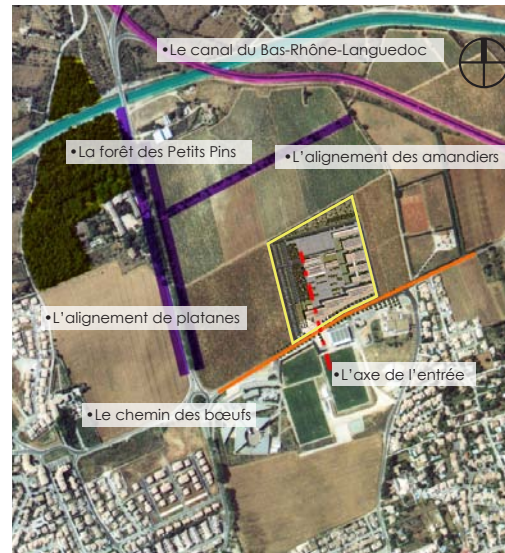 •Le canal du Bas-Rhône-Languedoc
•La forêt des Petits Pins
•L'alignement des amandiers
•L'alignement de platanes
•L'axe de l'entrée
•Le chemin des bœufs